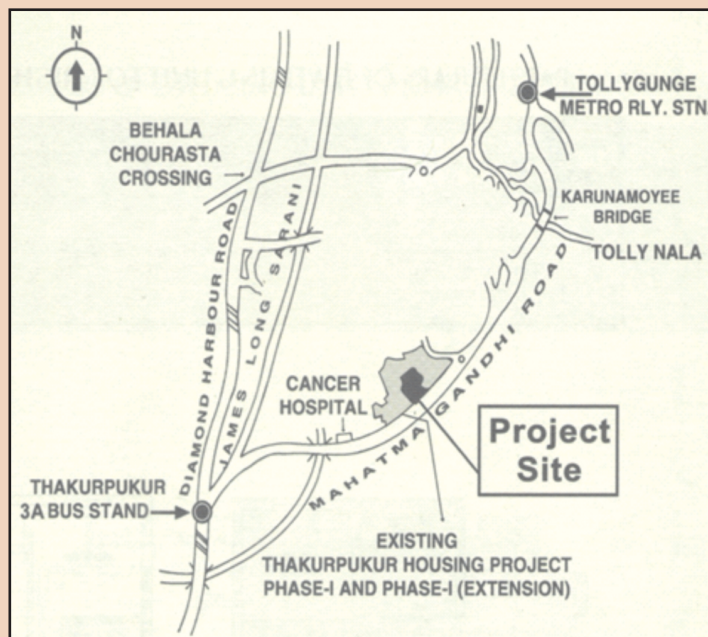 N
TOLLYGUNGE
METRO RLY. STN.
BEHALA
CHOURASTA
CROSSING
KARUNAMOYEE
BRIDGE
TOLLY NALA
DIAMOND HARBOUR ROAD
JAMES LONG SARANI
MAHATMA GANDHI ROAD
CANCER
HOSPITAL
Project
Site
THAKURPUKUR
3A BUS STAND
EXISTING
THAKURPUKUR HOUSING PROJECT
PHASE-I AND PHASE-I (EXTENSION)